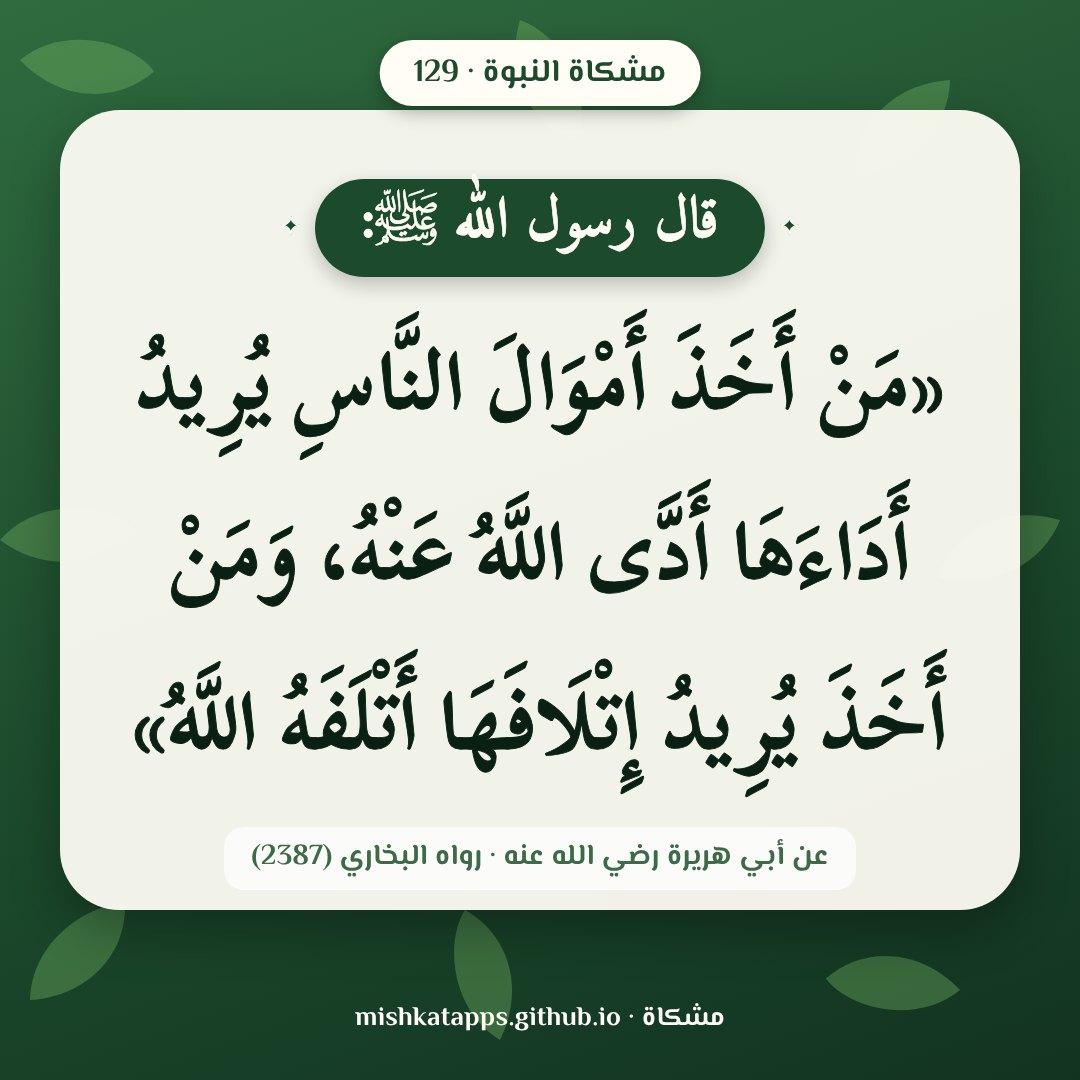 مشكاة النبوة · 129
قال رسول الله ﷺ:
«مَنْ أَخَذَ أَمْوَالَ النَّاسِ يُرِيدُ
أَدَاءَهَا أَدَّى اللَّهُ عَنْهُ، وَمَنْ
أَخَذَ يُرِيدُ إِتْلَافَهَا أَتْلَفَهُ اللَّهُ»
عن أبي هريرة رضي الله عنه · رواه البخاري (2387)
مشكاة · mishkatapps.github.io